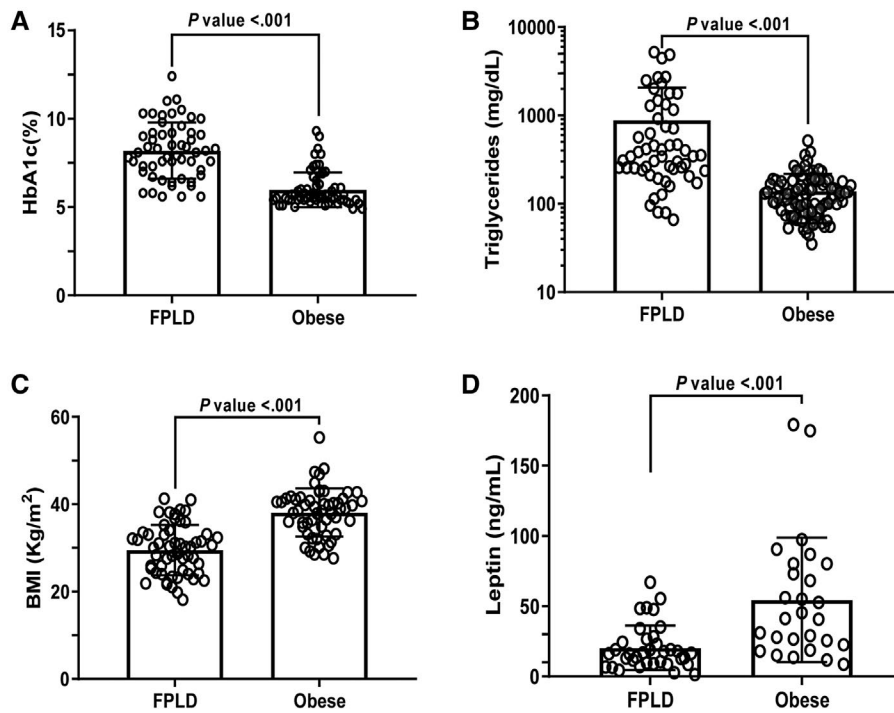 A
P value <.001
HbA1c(%)
15
10
5
0
FPLD
Obese
B
P value <.001
Triglycerides (mg/dL)
10000
1000
100
10
FPLD
Obese
C
P value <.001
BMI (Kg/m²)
60
40
20
0
FPLD
Obese
D
P value <.001
Leptin (ng/mL)
200
150
100
50
0
FPLD
Obese